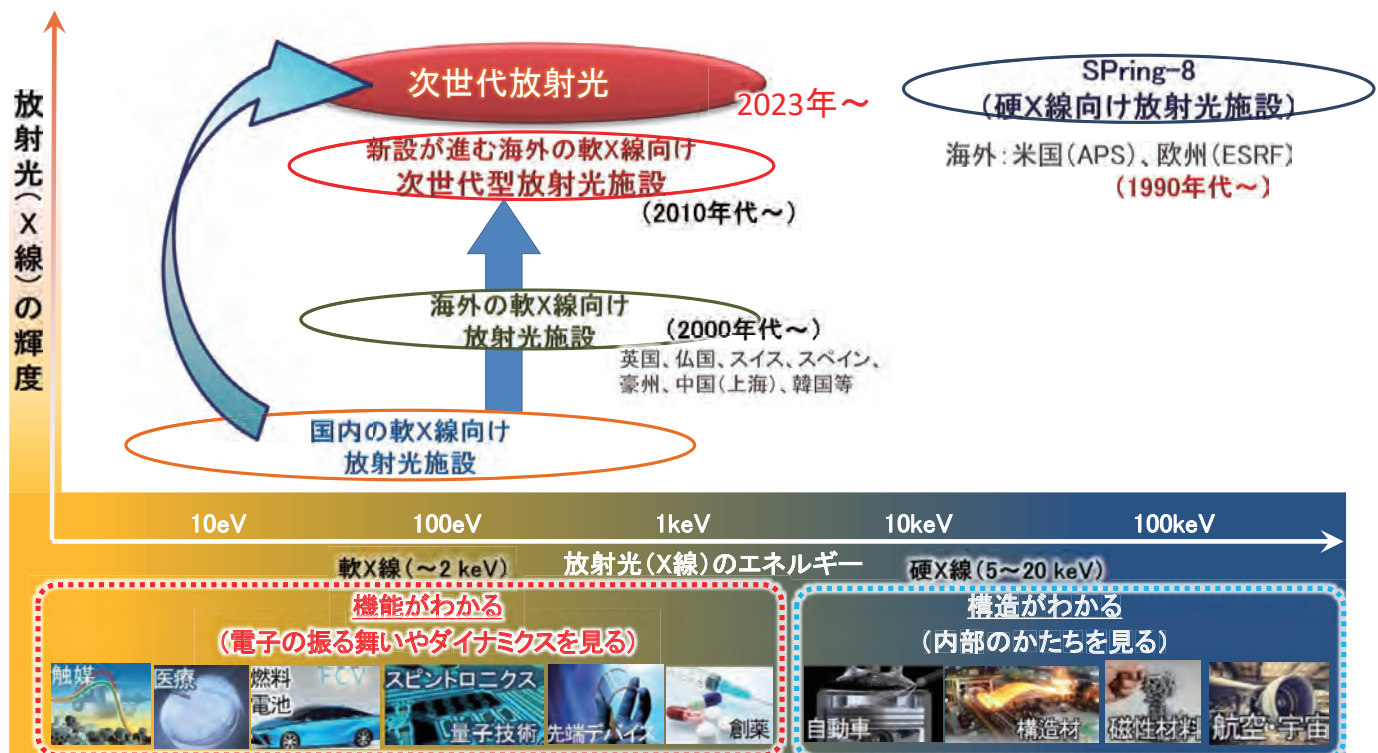 放射光(X線)の輝度
次世代放射光
2023年～
SPring-8
(硬X線向け放射光施設)
海外：米国(APS)、欧州(ESRF)
(1990年代～)
新設が進む海外の軟X線向け
次世代型放射光施設
(2010年代～)
海外の軟X線向け
放射光施設
(2000年代～)
英国、仏国、スイス、スペイン、
豪州、中国(上海)、韓国等
国内の軟X線向け
放射光施設
10eV 100eV 1keV 10keV 100keV
放射光(X線)のエネルギー
軟X線(～2 keV)
硬X線(5～20 keV)
機能がわかる
(電子の振る舞いやダイナミクスを見る)
触媒
医療
燃料
電池
FCV
スピントロニクス
量子技術
先端デバイス
創薬
構造がわかる
(内部のかたちを見る)
自動車
構造材
磁性材料
航空・宇宙